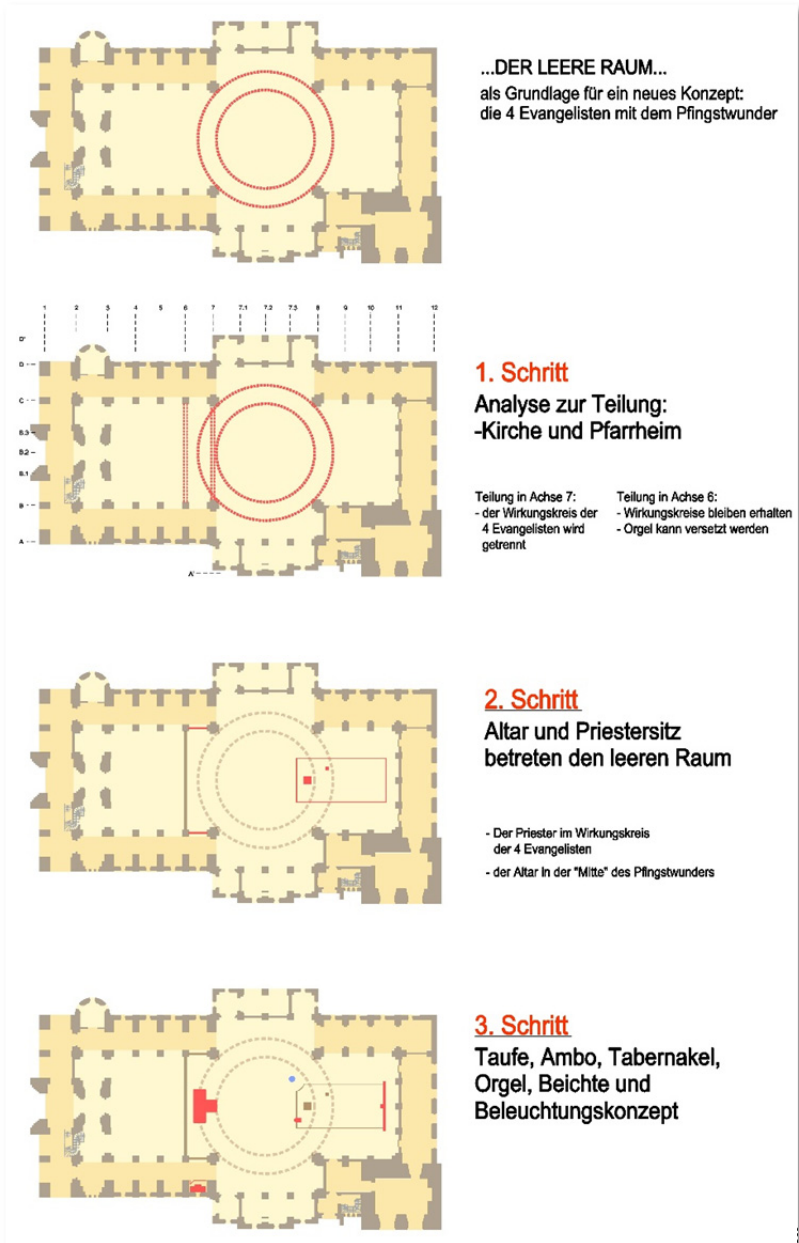 ...DER LEERE RAUM...
als Grundlage für ein neues Konzept:
die 4 Evangelisten mit dem Pfingstwunder
1 2 3 4 5 6 7 7.1 7.2 7.3 8 9 10 11 12
D'
D
C
B.3
B.2
B.1
B
A
A'
1. Schritt
Analyse zur Teilung:
-Kirche und Pfarrheim
Teilung in Achse 7:
- der Wirkungskreis der
4 Evangelisten wird
getrennt
Teilung in Achse 6:
- Wirkungskreise bleiben erhalten
- Orgel kann versetzt werden
2. Schritt
Altar und Priestersitz
betreten den leeren Raum
- Der Priester im Wirkungskreis
der 4 Evangelisten
- der Altar in der "Mitte" des Pfingstwunders
3. Schritt
Taufe, Ambo, Tabernakel,
Orgel, Beichte und
Beleuchtungskonzept